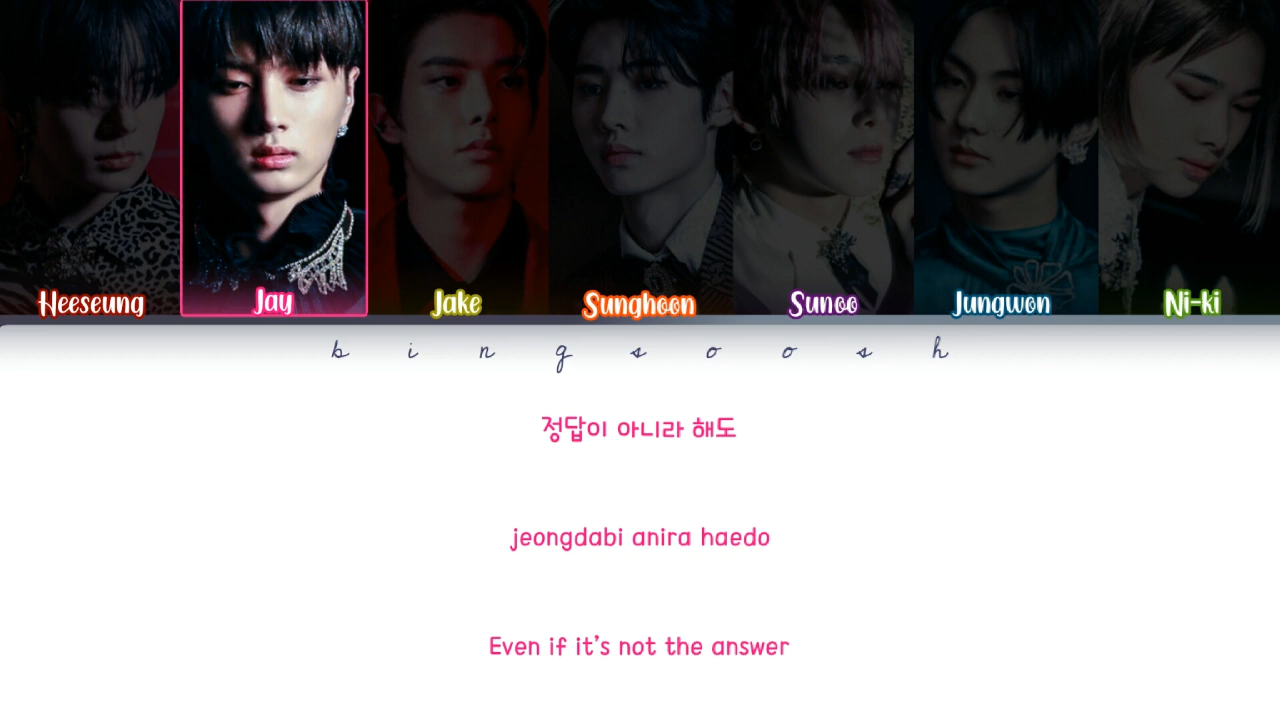 Heeseung Jay Jake Sunghoon Sunoo Jungwon Ni-ki
bingsoosh
정답이 아니라 해도
jeongdabi anira haedo
Even if it's not the answer